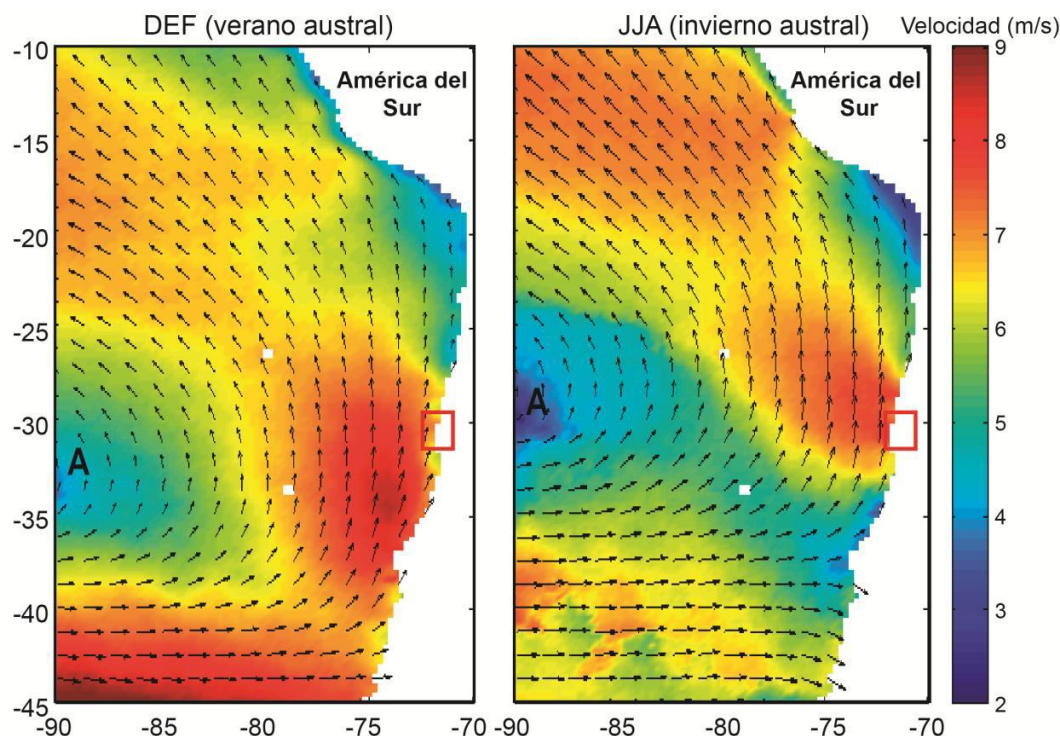 DEF (verano austral)
JJA (invierno austral)
Velocidad (m/s)
-10
-15
-20
-25
-30
-35
-40
-45
América del
Sur
A
-90
-85
-80
-75
-70
América del
Sur
A
-90
-85
-80
-75
-70
9
8
7
6
5
4
3
2